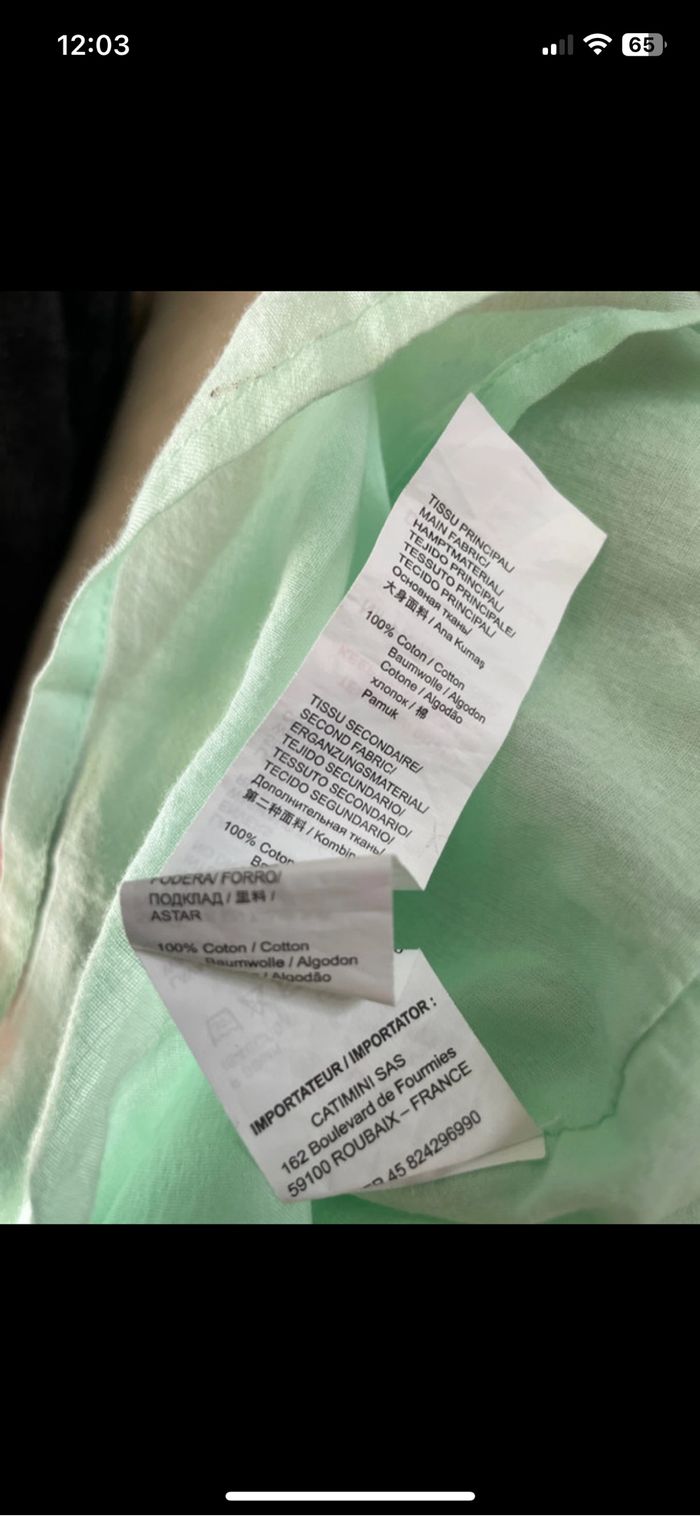 12:03
65
TISSU PRINCIPAL/
MAIN FABRIC/
HAMPTMATERIAL/
TEJIDO PRINCIPAL/
TESSUTO PRINCIPALE/
TECIDO PRINCIPAL/
Основная ткань/
大身面料 / Ana Kumaş
100% Coton / Cotton
Baumwolle / Algodon
Cotone / Algodão
хлопок / 棉
Pamuk
TISSU SECONDAIRE/
SECOND FABRIC/
ERGANZUNGSMATERIAL/
TEJIDO SECUNDARIO/
TESSUTO SECONDARIO/
TECIDO SEGUNDARIO/
Дополнительная ткань/
第二种面料 / Kombin
100% Coton
FODERA/ FORRO/
ПОДКЛАД / 里料 /
ASTAR
100% Coton / Cotton
Baumwolle / Algodon
/ Algodão
IMPORTATEUR / IMPORTATOR :
CATIMINI SAS
162 Boulevard de Fourmies
59100 ROUBAIX – FRANCE
45 824296990